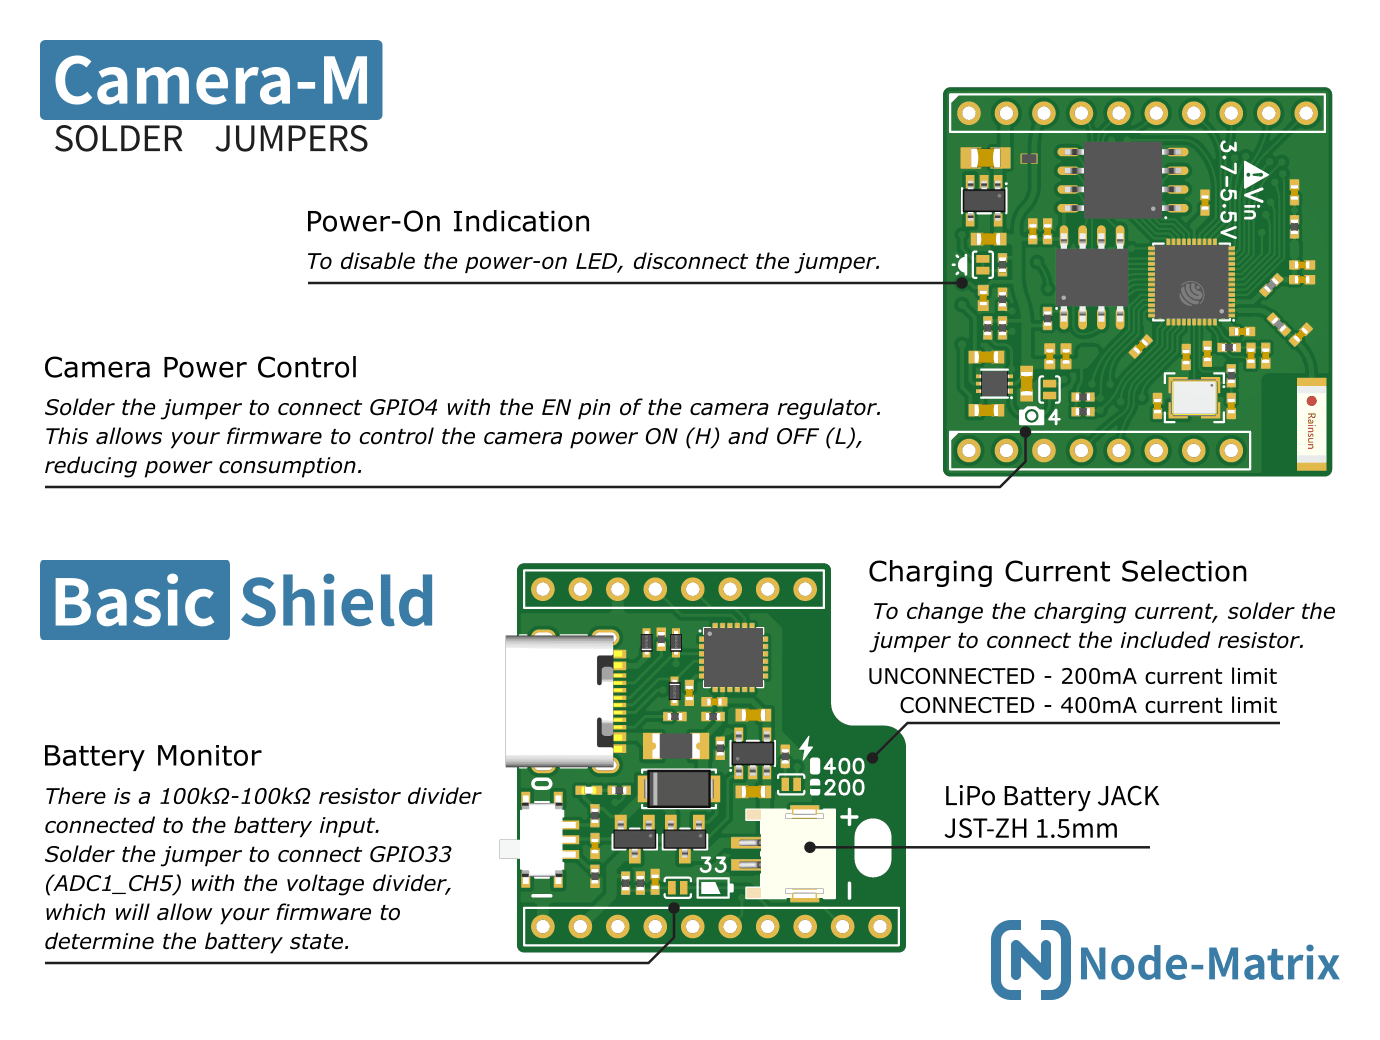 Camera-M
SOLDER JUMPERS
Power-On Indication
To disable the power-on LED, disconnect the jumper.
Camera Power Control
Solder the jumper to connect GPIO4 with the EN pin of the camera regulator.
This allows your firmware to control the camera power ON (H) and OFF (L),
reducing power consumption.
3.7-5.5V
Vin
4
Rainsun
Basic Shield
Battery Monitor
There is a 100kΩ-100kΩ resistor divider
connected to the battery input.
Solder the jumper to connect GPIO33
(ADC1_CH5) with the voltage divider,
which will allow your firmware to
determine the battery state.
0
400
200
+
33
-
Charging Current Selection
To change the charging current, solder the
jumper to connect the included resistor.
UNCONNECTED - 200mA current limit
CONNECTED - 400mA current limit
LiPo Battery JACK
JST-ZH 1.5mm
Node-Matrix